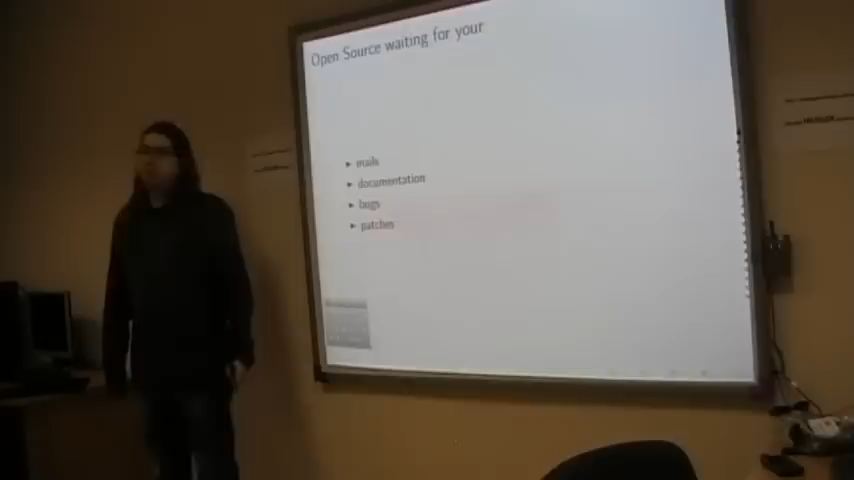 Open Source waiting for your
▸ mails
▸ documentation
▸ bugs
▸ patches